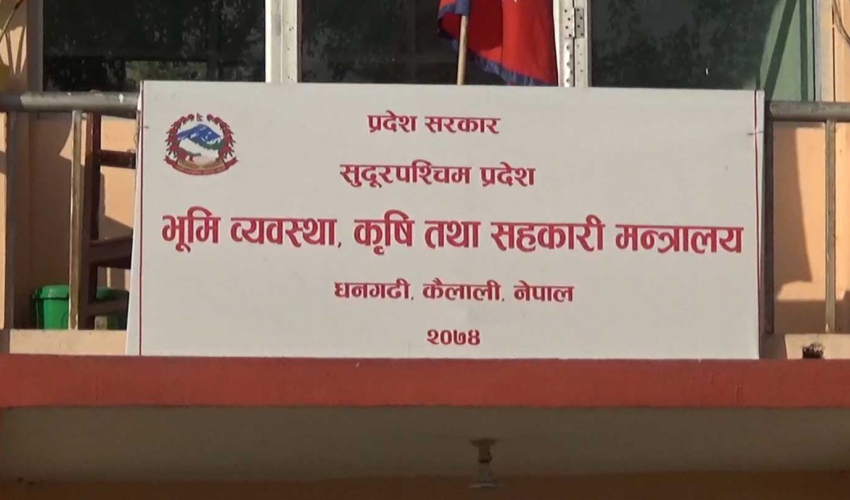 प्रदेश सरकार
सुदूरपश्चिम प्रदेश
भूमि व्यवस्था, कृषि तथा सहकारी मन्त्रालय
धनगढी, कैलाली, नेपाल
२०७४